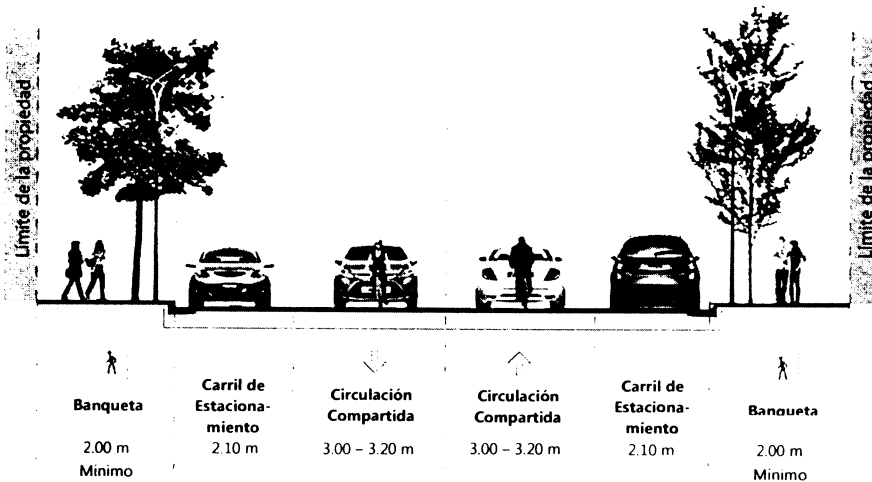 Límite de la propiedad
Límite de la propiedad
Banqueta
2.00 m
Mínimo
Carril de
Estaciona-
miento
2.10 m
Circulación
Compartida
3.00 – 3.20 m
Circulación
Compartida
3.00 – 3.20 m
Carril de
Estaciona-
miento
2.10 m
Banqueta
2.00 m
Mínimo